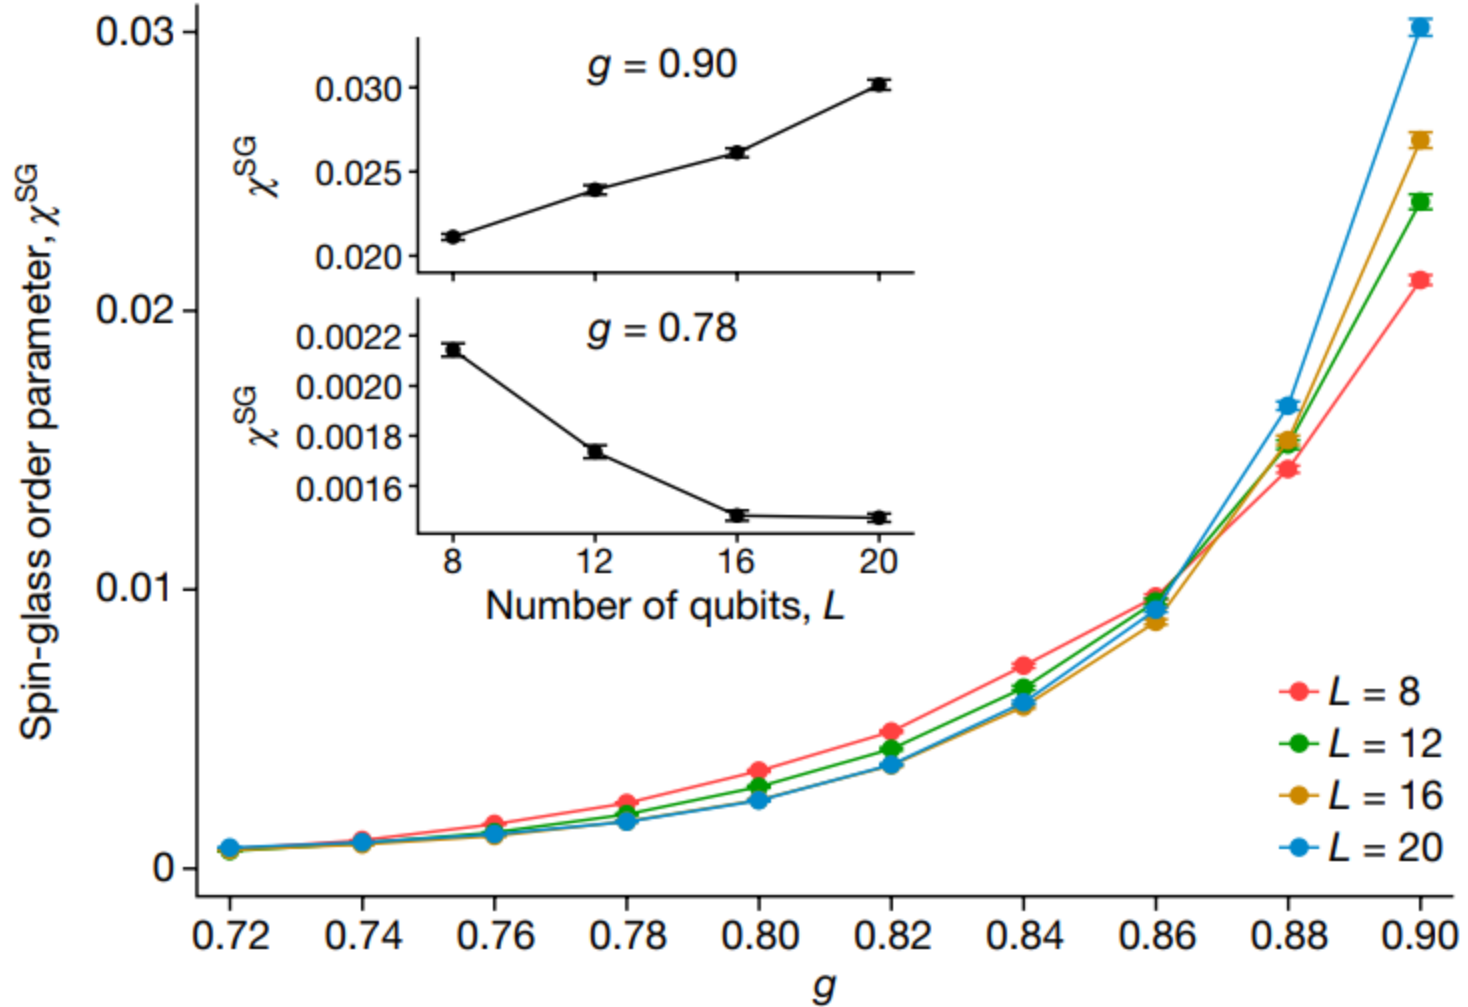 Spin-glass order parameter, χSG
0.03
0.02
0.01
0
g = 0.90
χSG
0.030
0.025
0.020
g = 0.78
χSG
0.0022
0.0020
0.0018
0.0016
8 12 16 20
Number of qubits, L
L = 8
L = 12
L = 16
L = 20
0.72 0.74 0.76 0.78 0.80 0.82 0.84 0.86 0.88 0.90
g